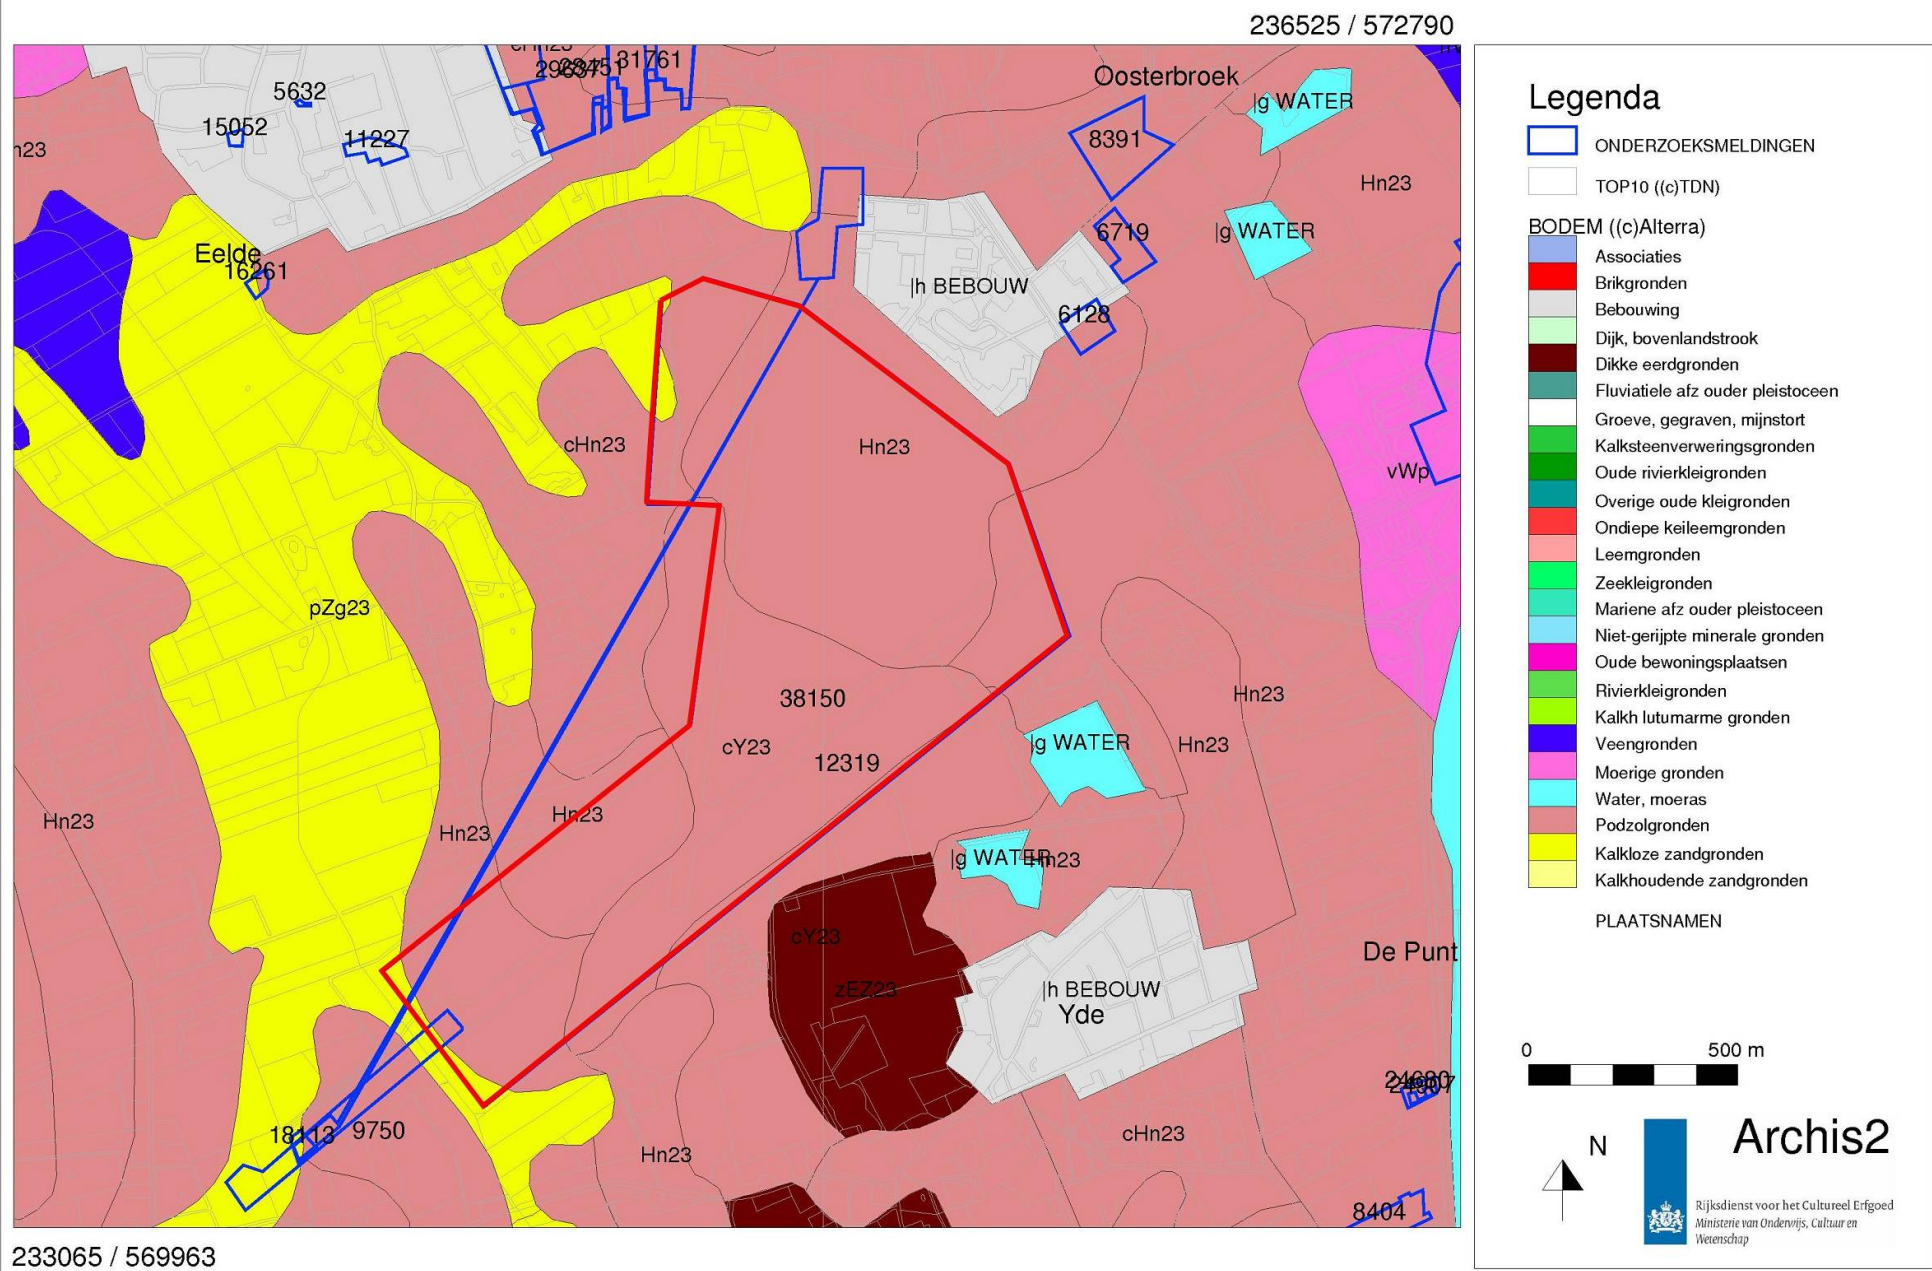 236525 / 572790
Oosterbroek
31761
5632
|g WATER
15052
11227
8391
Hn23
6719
|g WATER
Eelde
16261
|h BEBOUW
6128
cHn23
Hn23
vWp
pZg23
38150
Hn23
cY23
12319
|g WATER
Hn23
Hn23
Hn23
Hn23
|g WATER
Hn23
cY23
De Punt
zEZ23
|h BEBOUW
Yde
18113
9750
cHn23
Hn23
8404
233065 / 569963
Legenda
ONDERZOEKSMELDINGEN
TOP10 ((c)TDN)
BODEM ((c)Alterra)
Associaties
Brikgronden
Bebouwing
Dijk, bovenlandstrook
Dikke eerdgronden
Fluviatiele afz ouder pleistoceen
Groeve, gegraven, mijnstort
Kalksteenverweringsgronden
Oude rivierkleigronden
Overige oude kleigronden
Ondiepe keileemgronden
Leemgronden
Zeekleigronden
Mariene afz ouder pleistoceen
Niet-gerijpte minerale gronden
Oude bewoningsplaatsen
Rivierkleigronden
Kalkh lutumarme gronden
Veengronden
Moerige gronden
Water, moeras
Podzolgronden
Kalkloze zandgronden
Kalkhoudende zandgronden
PLAATSNAMEN
0 500 m
N
Archis2
Rijksdienst voor het Cultureel Erfgoed
Ministerie van Onderwijs, Cultuur en
Wetenschap